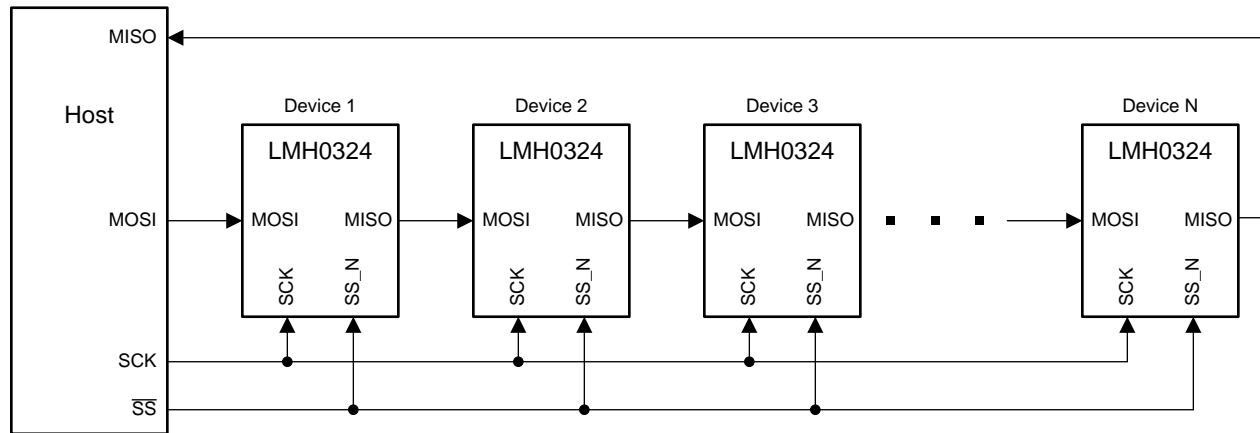 MISO
Host
Device 1
Device 2
Device 3
Device N
LMH0324
LMH0324
LMH0324
LMH0324
MOSI
MOSI MISO
MOSI MISO
MOSI MISO
MOSI MISO
SCK
SS_N
SCK
SS_N
SCK
SS_N
SCK
SS_N
SCK
SS